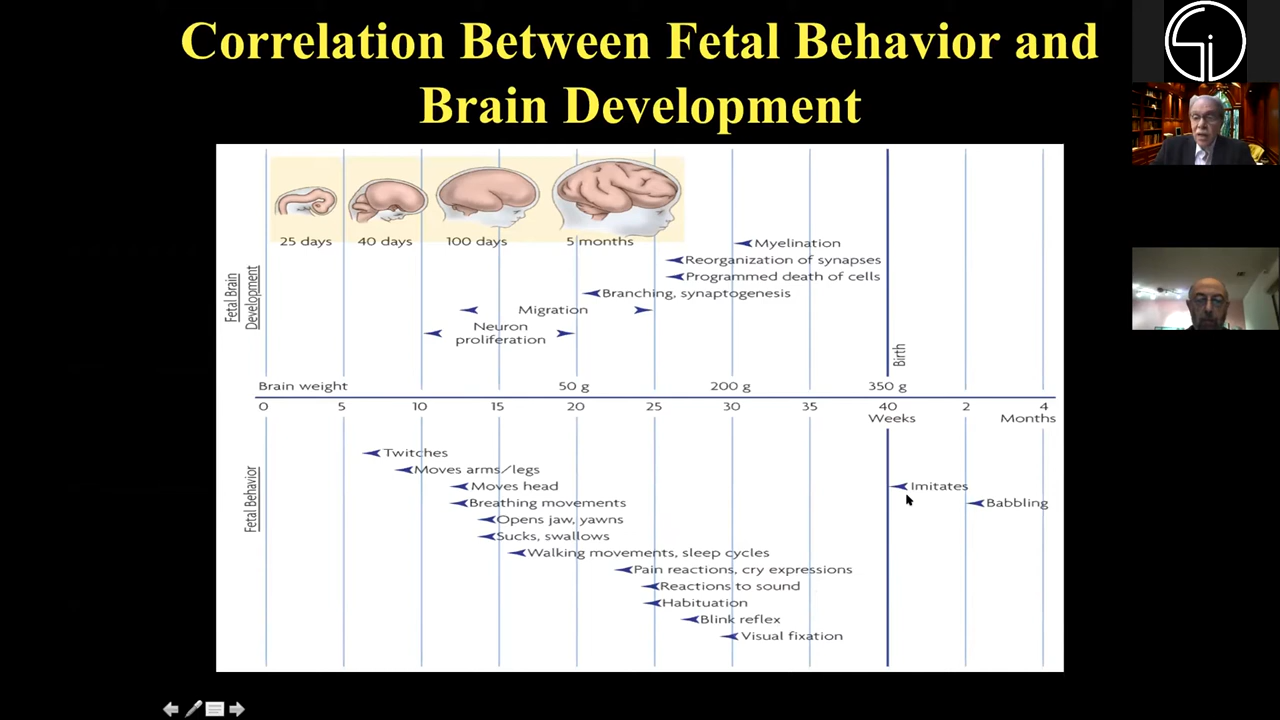 Correlation Between Fetal Behavior and
Brain Development
25 days
40 days
100 days
5 months
Fetal Brain
Development
Myelination
Reorganization of synapses
Programmed death of cells
Branching, synaptogenesis
Migration
Neuron
proliferation
Birth
Brain weight 50 g 200 g 350 g
0 5 10 15 20 25 30 35 40 2 4
Weeks Months
Fetal Behavior
Twitches
Moves arms/legs
Moves head
Imitates
Breathing movements
Babbling
Opens jaw, yawns
Sucks, swallows
Walking movements, sleep cycles
Pain reactions, cry expressions
Reactions to sound
Habituation
Blink reflex
Visual fixation